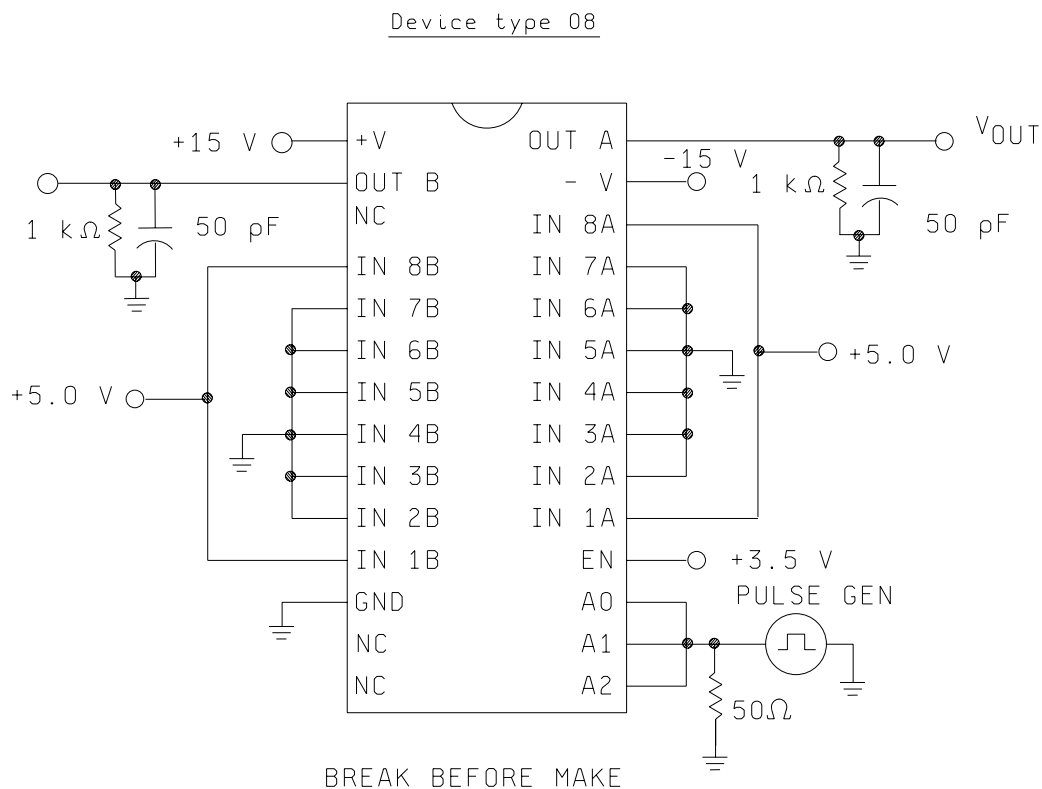 Device type 08
+15 V
+V
OUT A
V
OUT
-15 V
OUT B
- V
1 kΩ
NC
1 kΩ
50 pF
IN 8A
50 pF
IN 8B
IN 7A
IN 7B
IN 6A
IN 6B
IN 5A
+5.0 V
+5.0 V
IN 5B
IN 4A
IN 4B
IN 3A
IN 3B
IN 2A
IN 2B
IN 1A
IN 1B
EN
+3.5 V
PULSE GEN
GND
A0
NC
A1
NC
A2
50Ω
BREAK BEFORE MAKE